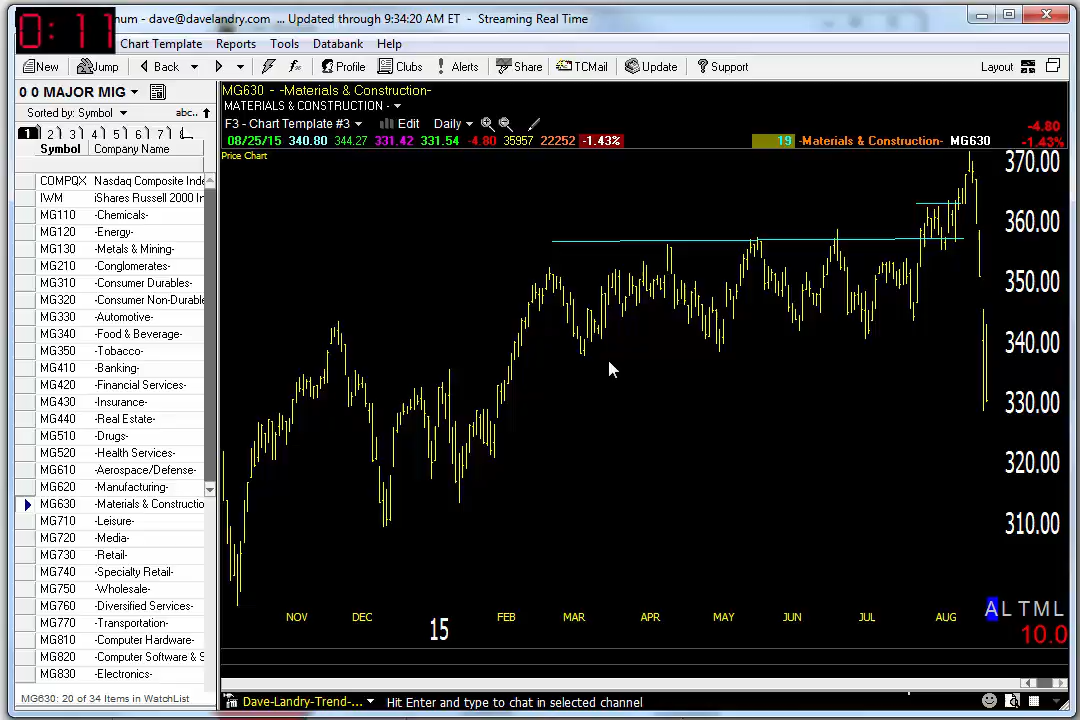 0:11
num - dave@davelandry.com ... Updated through 9:34:20 AM ET - Streaming Real Time
Chart Template Reports Tools Databank Help
New Jump Back Profile Clubs Alerts Share TCMail Update Support Layout
0 0 MAJOR MIG
Sorted by: Symbol abc..
1 2 3 4 5 6 7
Symbol Company Name
COMPQX Nasdaq Composite Inde
IWM iShares Russell 2000 In
MG110 -Chemicals-
MG120 -Energy-
MG130 -Metals & Mining-
MG210 -Conglomerates-
MG310 -Consumer Durables-
MG320 -Consumer Non-Durable
MG330 -Automotive-
MG340 -Food & Beverage-
MG350 -Tobacco-
MG410 -Banking-
MG420 -Financial Services-
MG430 -Insurance-
MG440 -Real Estate-
MG510 -Drugs-
MG520 -Health Services-
MG610 -Aerospace/Defense-
MG620 -Manufacturing-
MG630 -Materials & Constructio
MG710 -Leisure-
MG720 -Media-
MG730 -Retail-
MG740 -Specialty Retail-
MG750 -Wholesale-
MG760 -Diversified Services-
MG770 -Transportation-
MG810 -Computer Hardware-
MG820 -Computer Software & S
MG830 -Electronics-
MG630: 20 of 34 Items in WatchList
MG630 - -Materials & Construction-
MATERIALS & CONSTRUCTION -
F3 - Chart Template #3 Edit Daily
08/25/15 340.80 344.27 331.42 331.54 -4.80 35957 22252 -1.43% 19 -Materials & Construction- MG630
-4.80
-1.43%
Price Chart
370.00
360.00
350.00
340.00
330.00
320.00
310.00
NOV DEC 15 FEB MAR APR MAY JUN JUL AUG
A L T M L
10.0
Dave-Landry-Trend-... Hit Enter and type to chat in selected channel